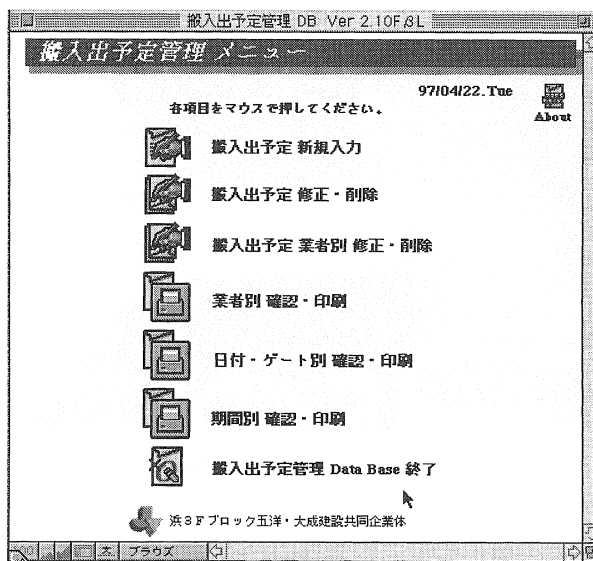 搬入出予定管理 DB Ver 2.10FβL
搬入出予定管理 メニュー
97/04/22.Tue
各項目をマウスで押してください。
About
搬入出予定 新規入力
搬入出予定 修正・削除
搬入出予定 業者別 修正・削除
業者別 確認・印刷
日付・ゲート別 確認・印刷
期間別 確認・印刷
搬入出予定管理 Data Base 終了
浜3Fブロック五洋・大成建設共同企業体
ブラウズ